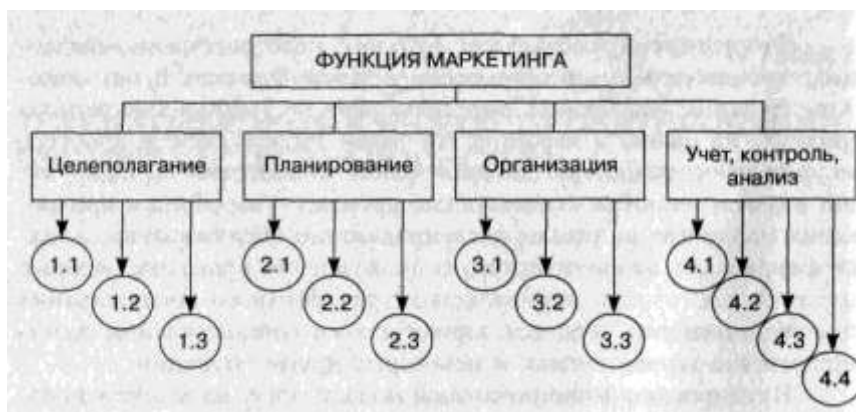 ФУНКЦИЯ МАРКЕТИНГА
Целеполагание
Планирование
Организация
Учет, контроль,
анализ
1.1
1.2
1.3
2.1
2.2
2.3
3.1
3.2
3.3
4.1
4.2
4.3
4.4